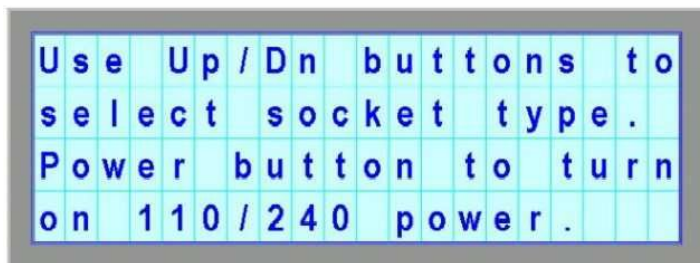 Use Up/Dn buttons to
select socket type.
Power button to turn
on 110/240 power.